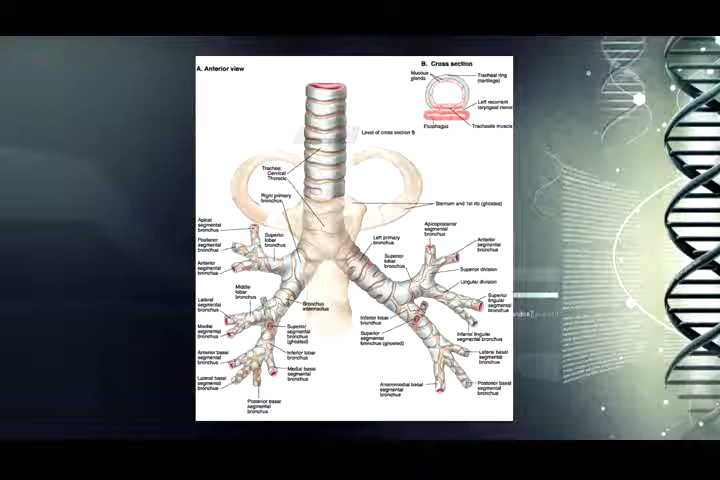 A. Anterior view
B. Cross section
Mucous
glands
Tracheal ring
(cartilage)
Left recurrent
laryngeal nerve
Esophagus
Trachealis muscle
Level of cross section B
Trachea:
Cervical
Thoracic
Right primary
bronchus
Sternum and 1st rib (ghosted)
Apical
segmental
bronchus
Posterior
segmental
bronchus
Anterior
segmental
bronchus
Superior
lobar
bronchus
Left primary
bronchus
Superior
lobar
bronchus
Apicoposterior
segmental
bronchus
Anterior
segmental
bronchus
Superior division
Lingular division
Superior
lingular
segmental
bronchus
Inferior lingular
segmental
bronchus
Middle
lobar
bronchus
Lateral
segmental
bronchus
Medial
segmental
bronchus
Bronchus
intermedius
Superior
segmental
bronchus
(ghosted)
Inferior lobar
bronchus
Inferior lobar
bronchus
Superior
segmental
bronchus (ghosted)
Anterior basal
segmental
bronchus
Lateral basal
segmental
bronchus
Medial basal
segmental
bronchus
Posterior basal
segmental
bronchus
Lateral basal
segmental
bronchus
Anteromedial basal
segmental
bronchus
Posterior basal
segmental
bronchus